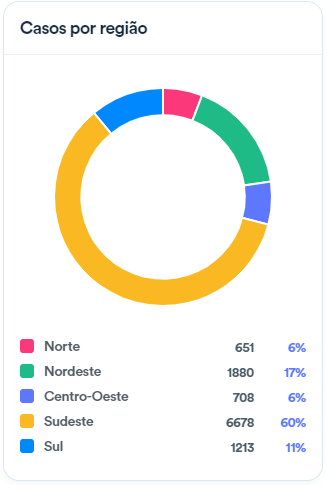 Casos por região
Norte 651 6%
Nordeste 1880 17%
Centro-Oeste 708 6%
Sudeste 6678 60%
Sul 1213 11%